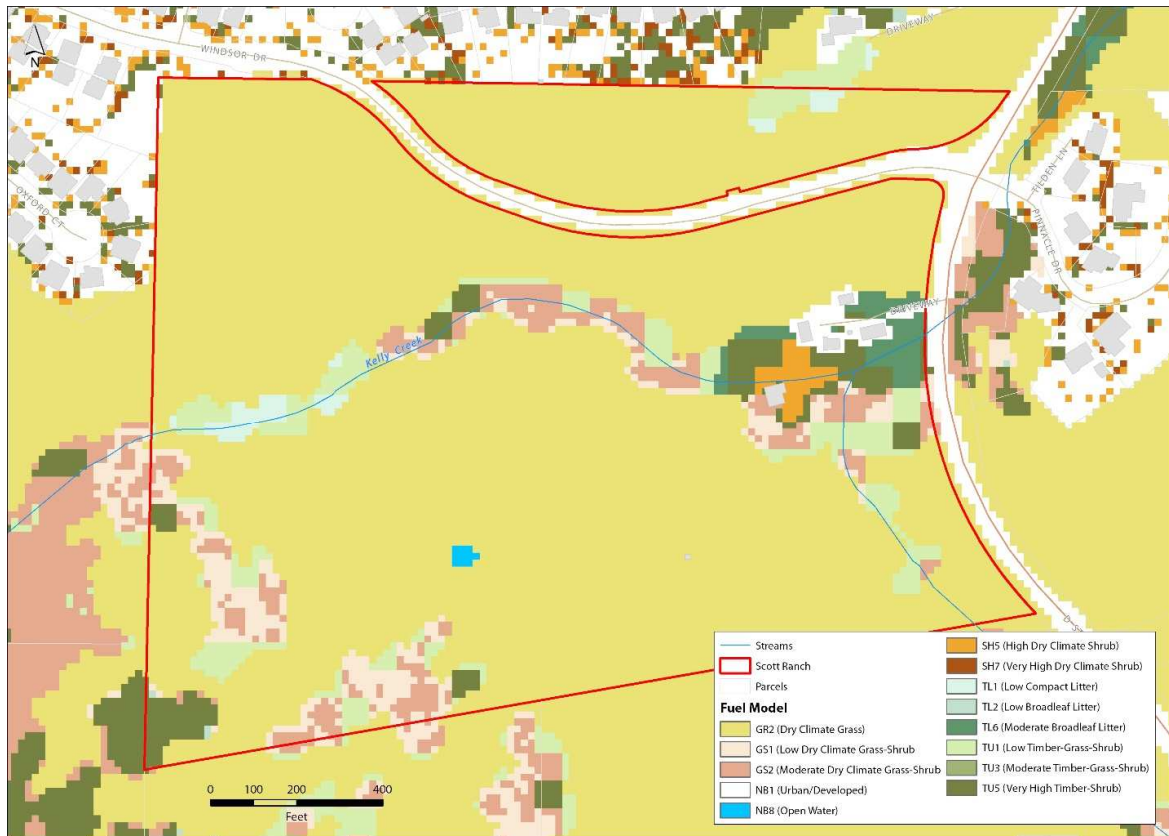 N
WINDSOR DR
DRIVEWAY
OXFORD CT
TILDEN LN
PINNACLE DR
DRIVEWAY
Kelly Creek
0 100 200 400
Feet
Streams
Scott Ranch
Parcels
Fuel Model
GR2 (Dry Climate Grass)
GS1 (Low Dry Climate Grass-Shrub)
GS2 (Moderate Dry Climate Grass-Shrub
NB1 (Urban/Developed)
NB8 (Open Water)
SH5 (High Dry Climate Shrub)
SH7 (Very High Dry Climate Shrub)
TL1 (Low Compact Litter)
TL2 (Low Broadleaf Litter)
TL6 (Moderate Broadleaf Litter)
TU1 (Low Timber-Grass-Shrub)
TU3 (Moderate Timber-Grass-Shrub)
TU5 (Very High Timber-Shrub)